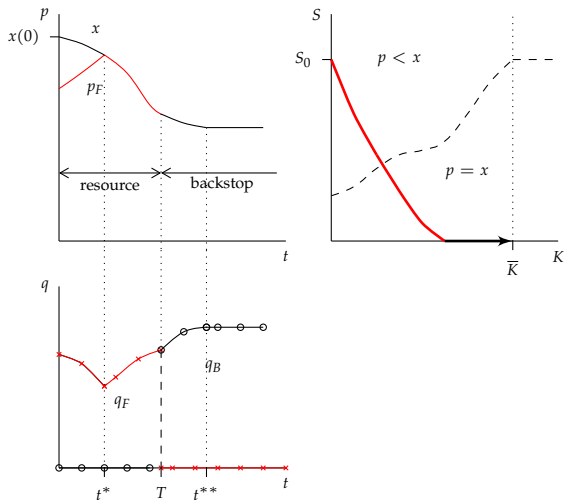 p
x(0)
x
p_F
resource
backstop
t
S
S_0
p < x
p = x
K̅
K
q
q_F
q_B
t
t*
T
t**